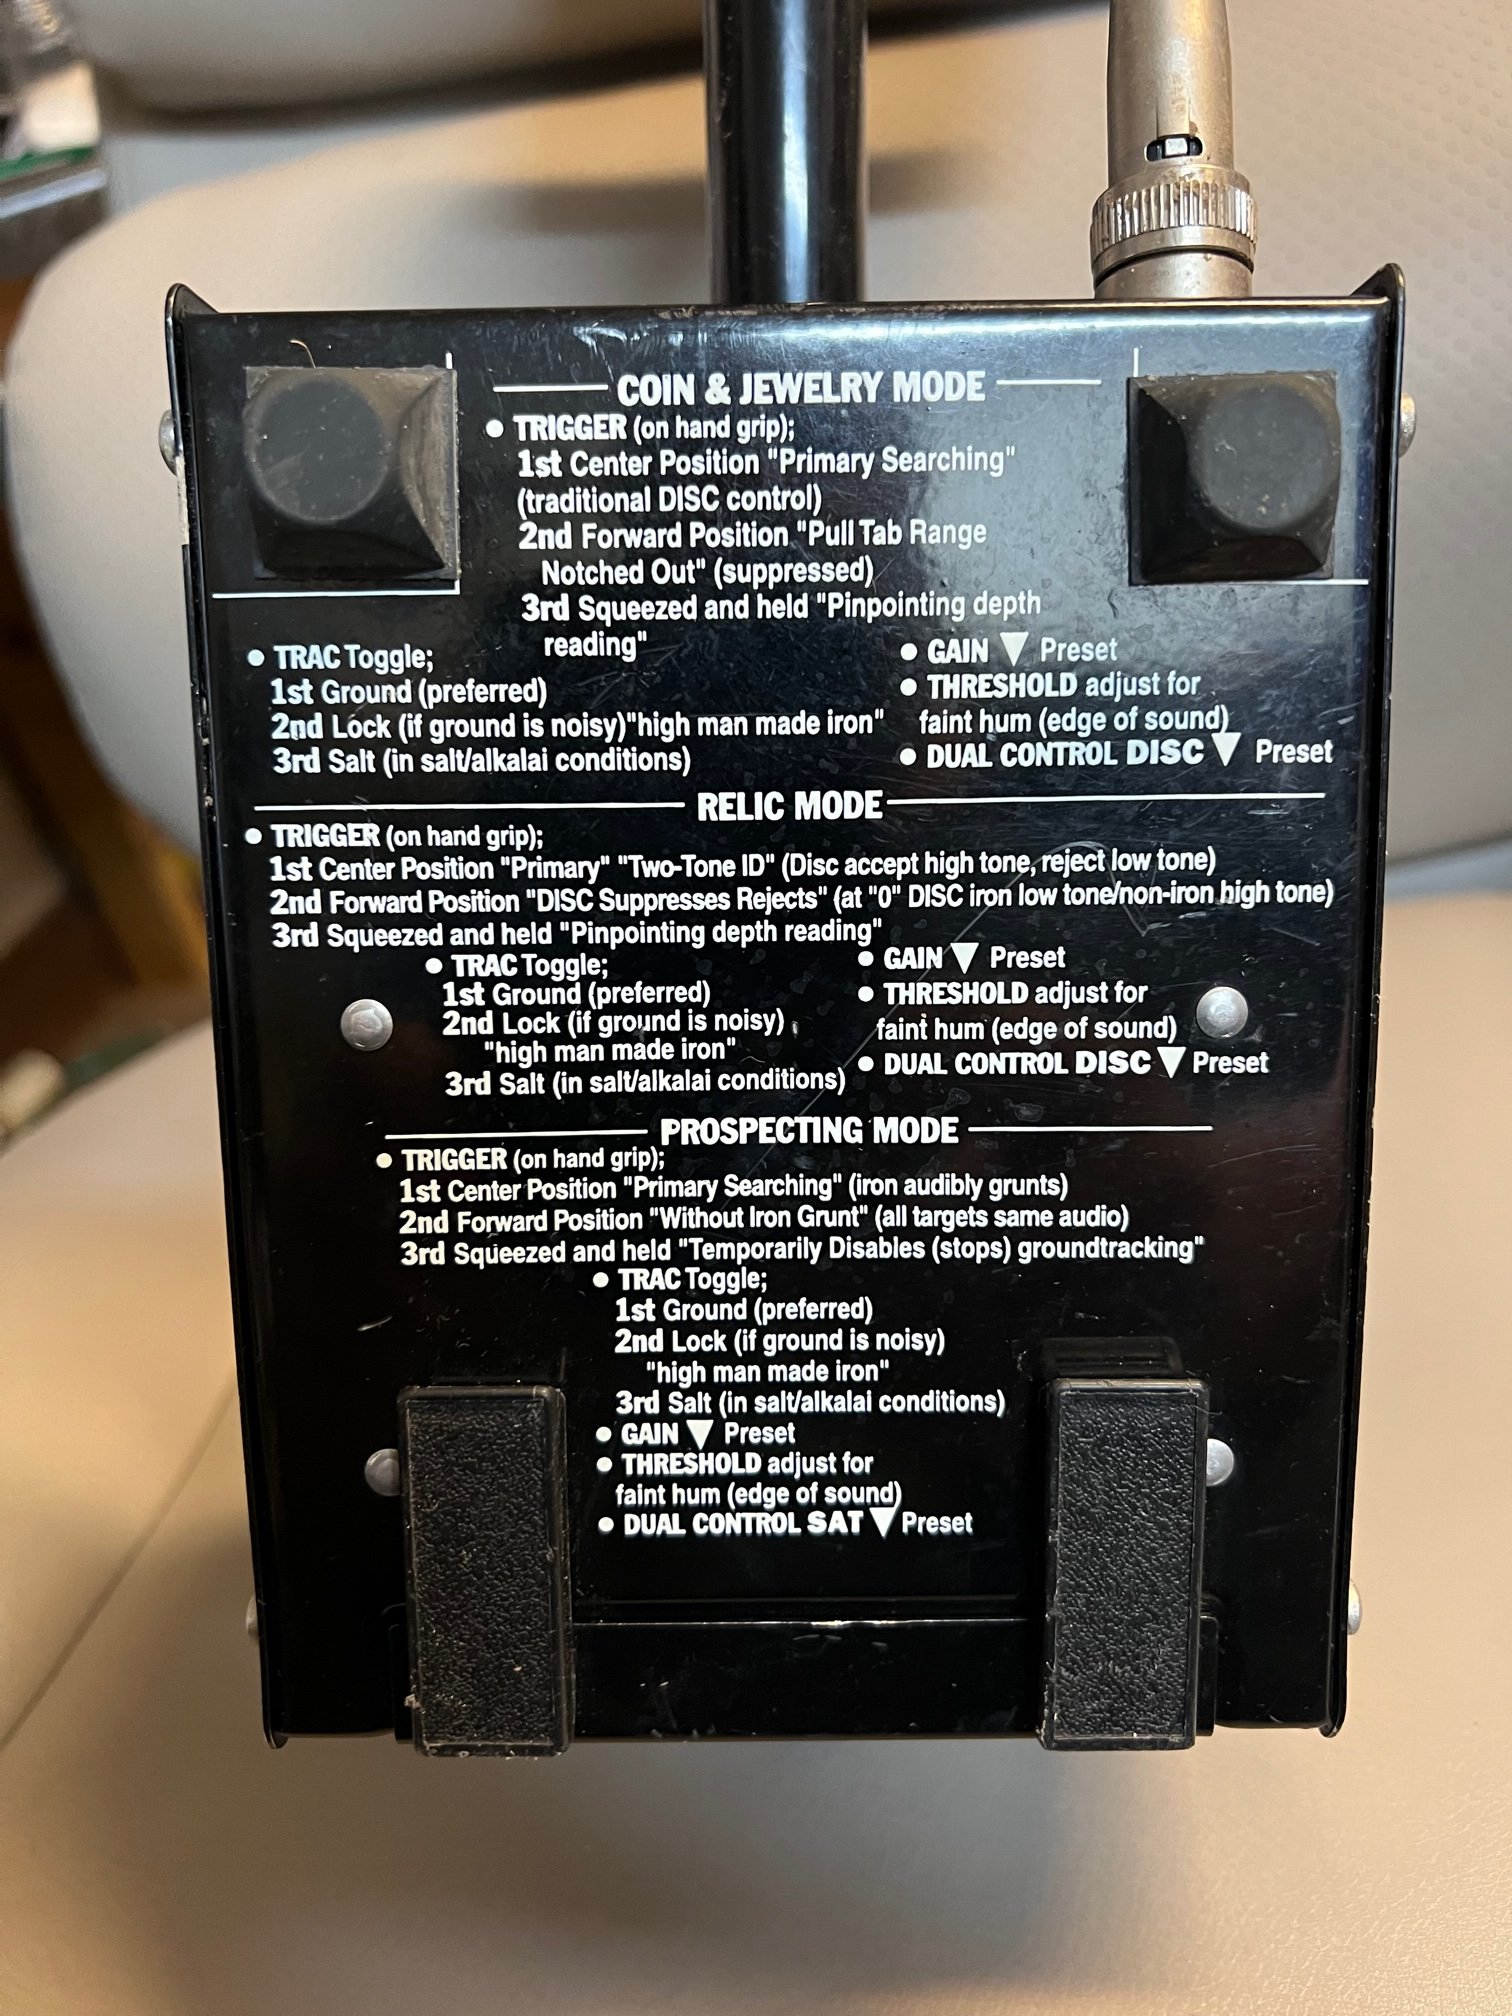 COIN & JEWELRY MODE
● TRIGGER (on hand grip);
1st Center Position "Primary Searching"
(traditional DISC control)
2nd Forward Position "Pull Tab Range
Notched Out" (suppressed)
3rd Squeezed and held "Pinpointing depth
reading"
● TRAC Toggle;
1st Ground (preferred)
2nd Lock (if ground is noisy)"high man made iron"
3rd Salt (in salt/alkalai conditions)
● GAIN ▼ Preset
● THRESHOLD adjust for
faint hum (edge of sound)
● DUAL CONTROL DISC ▼ Preset
RELIC MODE
● TRIGGER (on hand grip);
1st Center Position "Primary" "Two-Tone ID" (Disc accept high tone, reject low tone)
2nd Forward Position "DISC Suppresses Rejects" (at "0" DISC iron low tone/non-iron high tone)
3rd Squeezed and held "Pinpointing depth reading"
● TRAC Toggle;
1st Ground (preferred)
2nd Lock (if ground is noisy)
"high man made iron"
3rd Salt (in salt/alkalai conditions)
● GAIN ▼ Preset
● THRESHOLD adjust for
faint hum (edge of sound)
● DUAL CONTROL DISC ▼ Preset
PROSPECTING MODE
● TRIGGER (on hand grip);
1st Center Position "Primary Searching" (iron audibly grunts)
2nd Forward Position "Without Iron Grunt" (all targets same audio)
3rd Squeezed and held "Temporarily Disables (stops) groundtracking"
● TRAC Toggle;
1st Ground (preferred)
2nd Lock (if ground is noisy)
"high man made iron"
3rd Salt (in salt/alkalai conditions)
● GAIN ▼ Preset
● THRESHOLD adjust for
faint hum (edge of sound)
● DUAL CONTROL SAT ▼ Preset